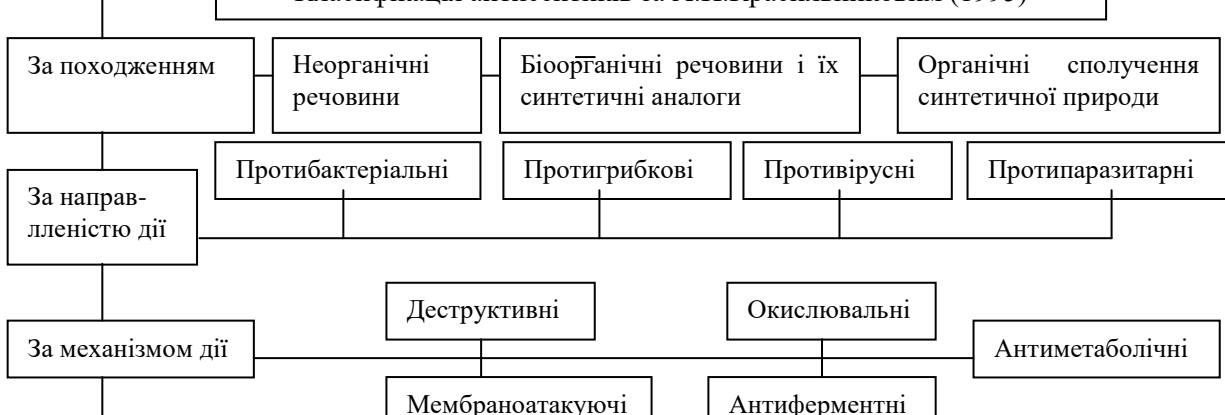 За походженням
Неорганічні
речовини
Біоорганічні речовини і їх
синтетичні аналоги
Органічні сполучення
синтетичної природи
Протибактеріальні
Протигрибкові
Противірусні
Протипаразитарні
За направ-
лленістю дії
Деструктивні
Окислювальні
За механізмом дії
Антиметаболічні
Мембраноатакуючі
Антиферментні